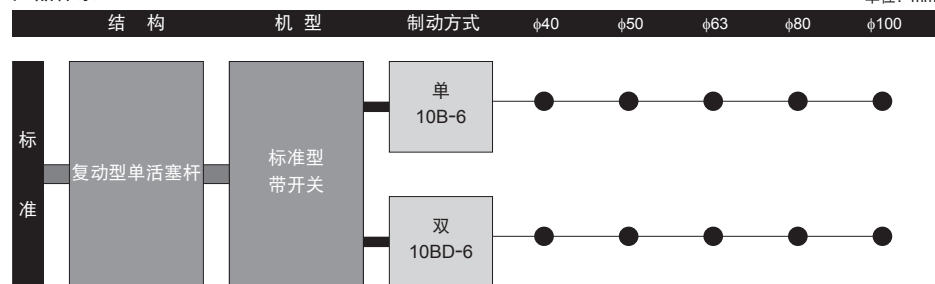 结 构 机 型 制动方式 φ40 φ50 φ63 φ80 φ100
标
准
复动型单活塞杆
标准型
带开关
单
10B-6
双
10BD-6